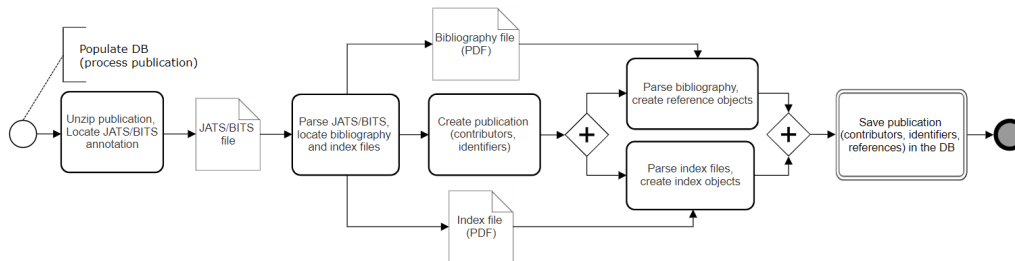 Populate DB
(process publication)
Unzip publication,
Locate JATS/BITS
annotation
JATS/BITS
file
Parse JATS/BITS,
locate bibliography
and index files
Bibliography file
(PDF)
Create publication
(contributors,
identifiers)
Index file
(PDF)
Parse bibliography,
create reference objects
Parse index files,
create index objects
Save publication
(contributors, identifiers,
references) in the DB